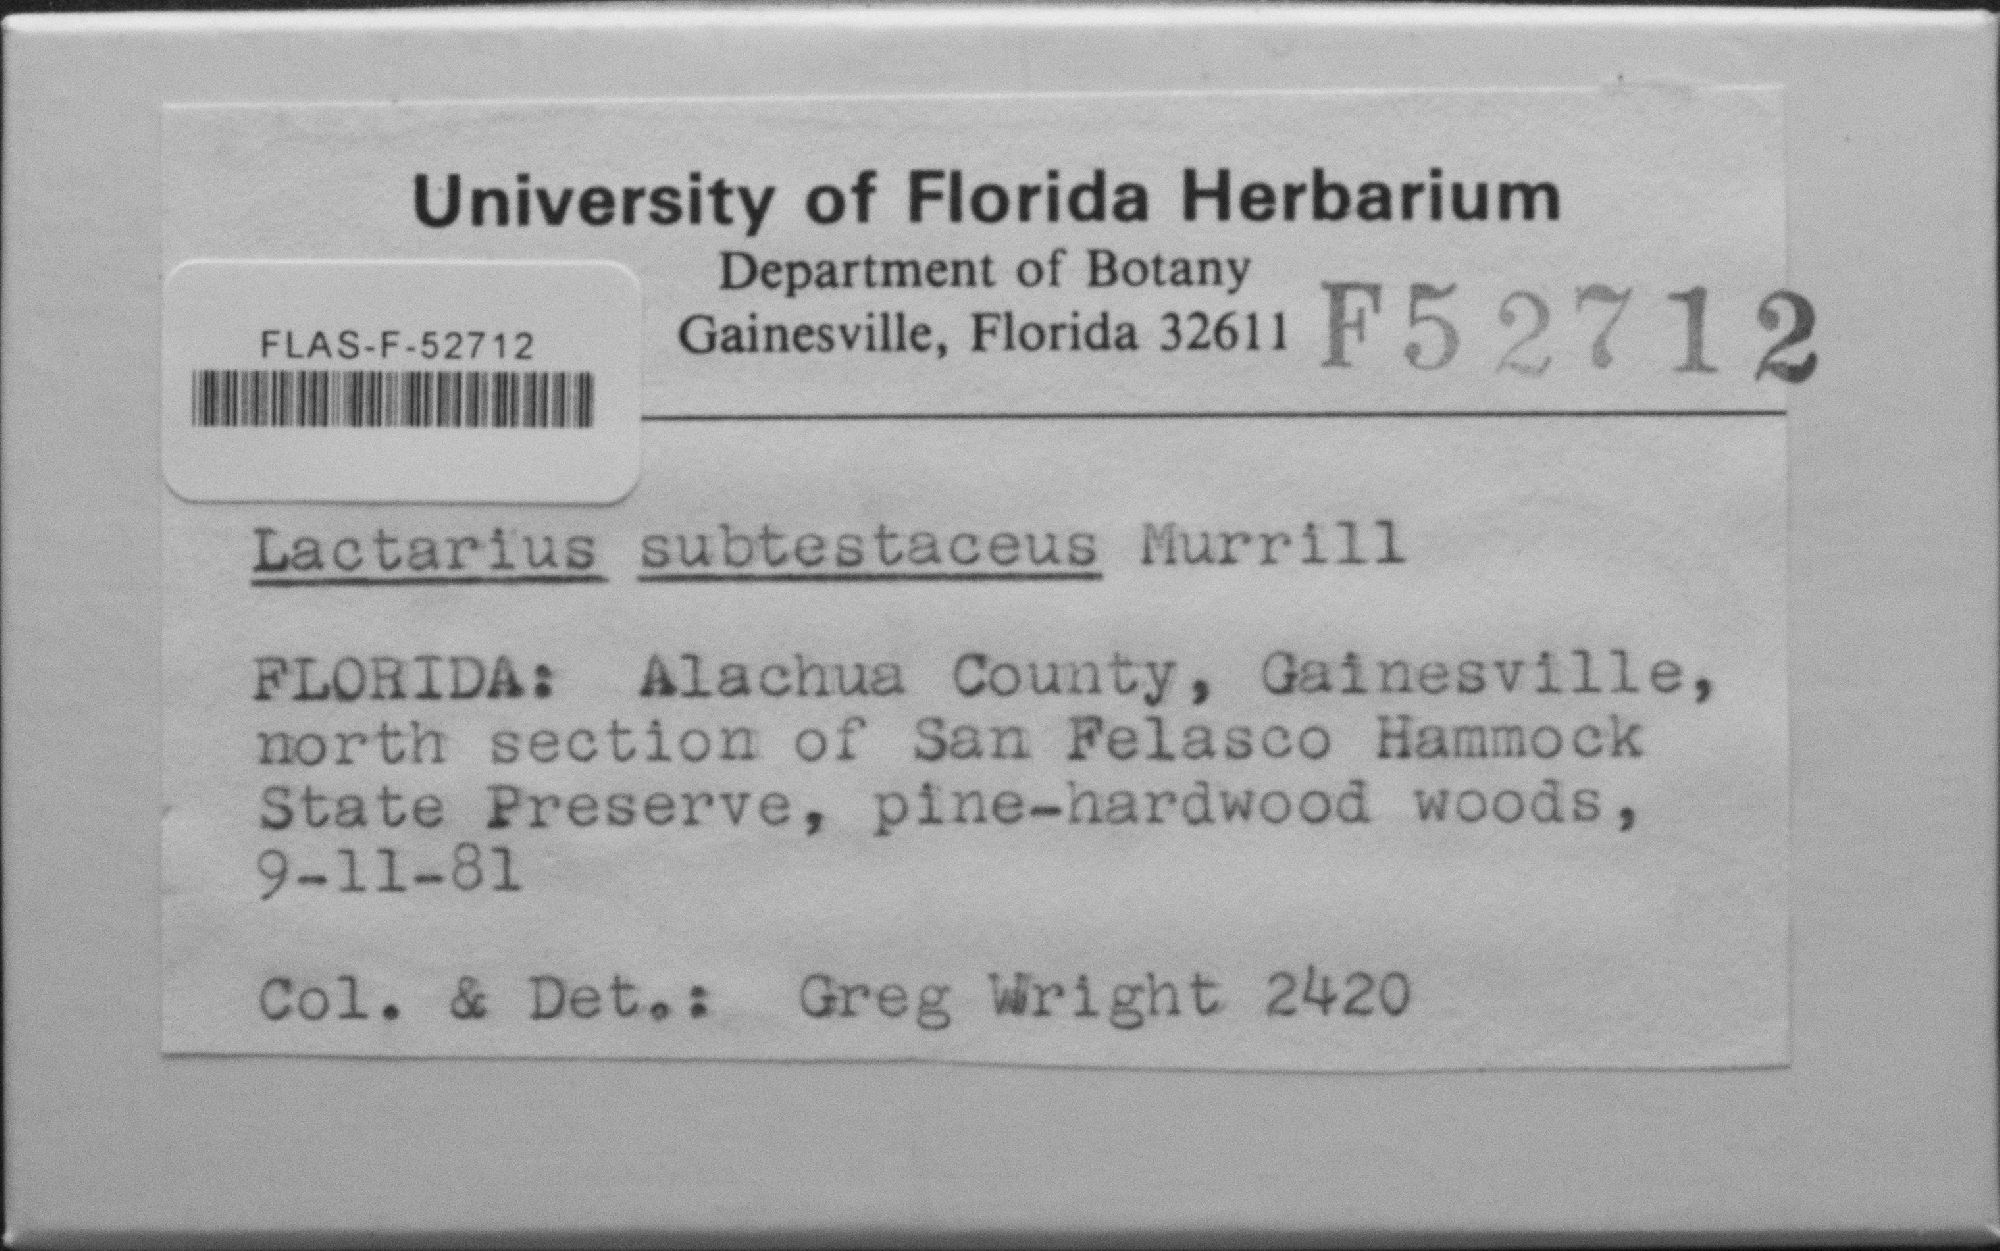 University of Florida Herbarium
Department of Botany
Gainesville, Florida 32611
F52712
FLAS-F-52712
Lactarius subtestaceus Murrill
FLORIDA: Alachua County, Gainesville,
north section of San Felasco Hammock
State Preserve, pine-hardwood woods,
9-11-81
Col. & Det.: Greg Wright 2420